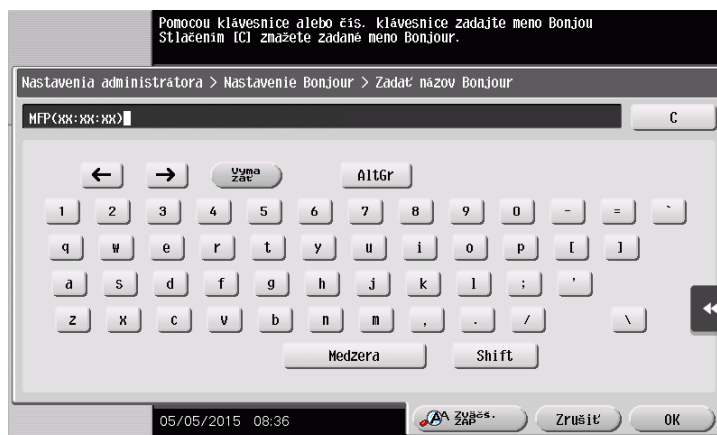 Pomocou klávesnice alebo čís. klávesnice zadajte meno Bonjou
Stlačením [C] zmažete zadané meno Bonjour.
Nastavenia administrátora > Nastavenie Bonjour > Zadať názov Bonjour
MFP(xx:xx:xx)
C
← → Vyma zať AltGr
1 2 3 4 5 6 7 8 9 0 - = `
q w e r t y u i o p [ ]
a s d f g h j k l ; '
z x c v b n m , . / \
Medzera Shift
05/05/2015 08:36
Zväčš. ZAP Zrušiť OK